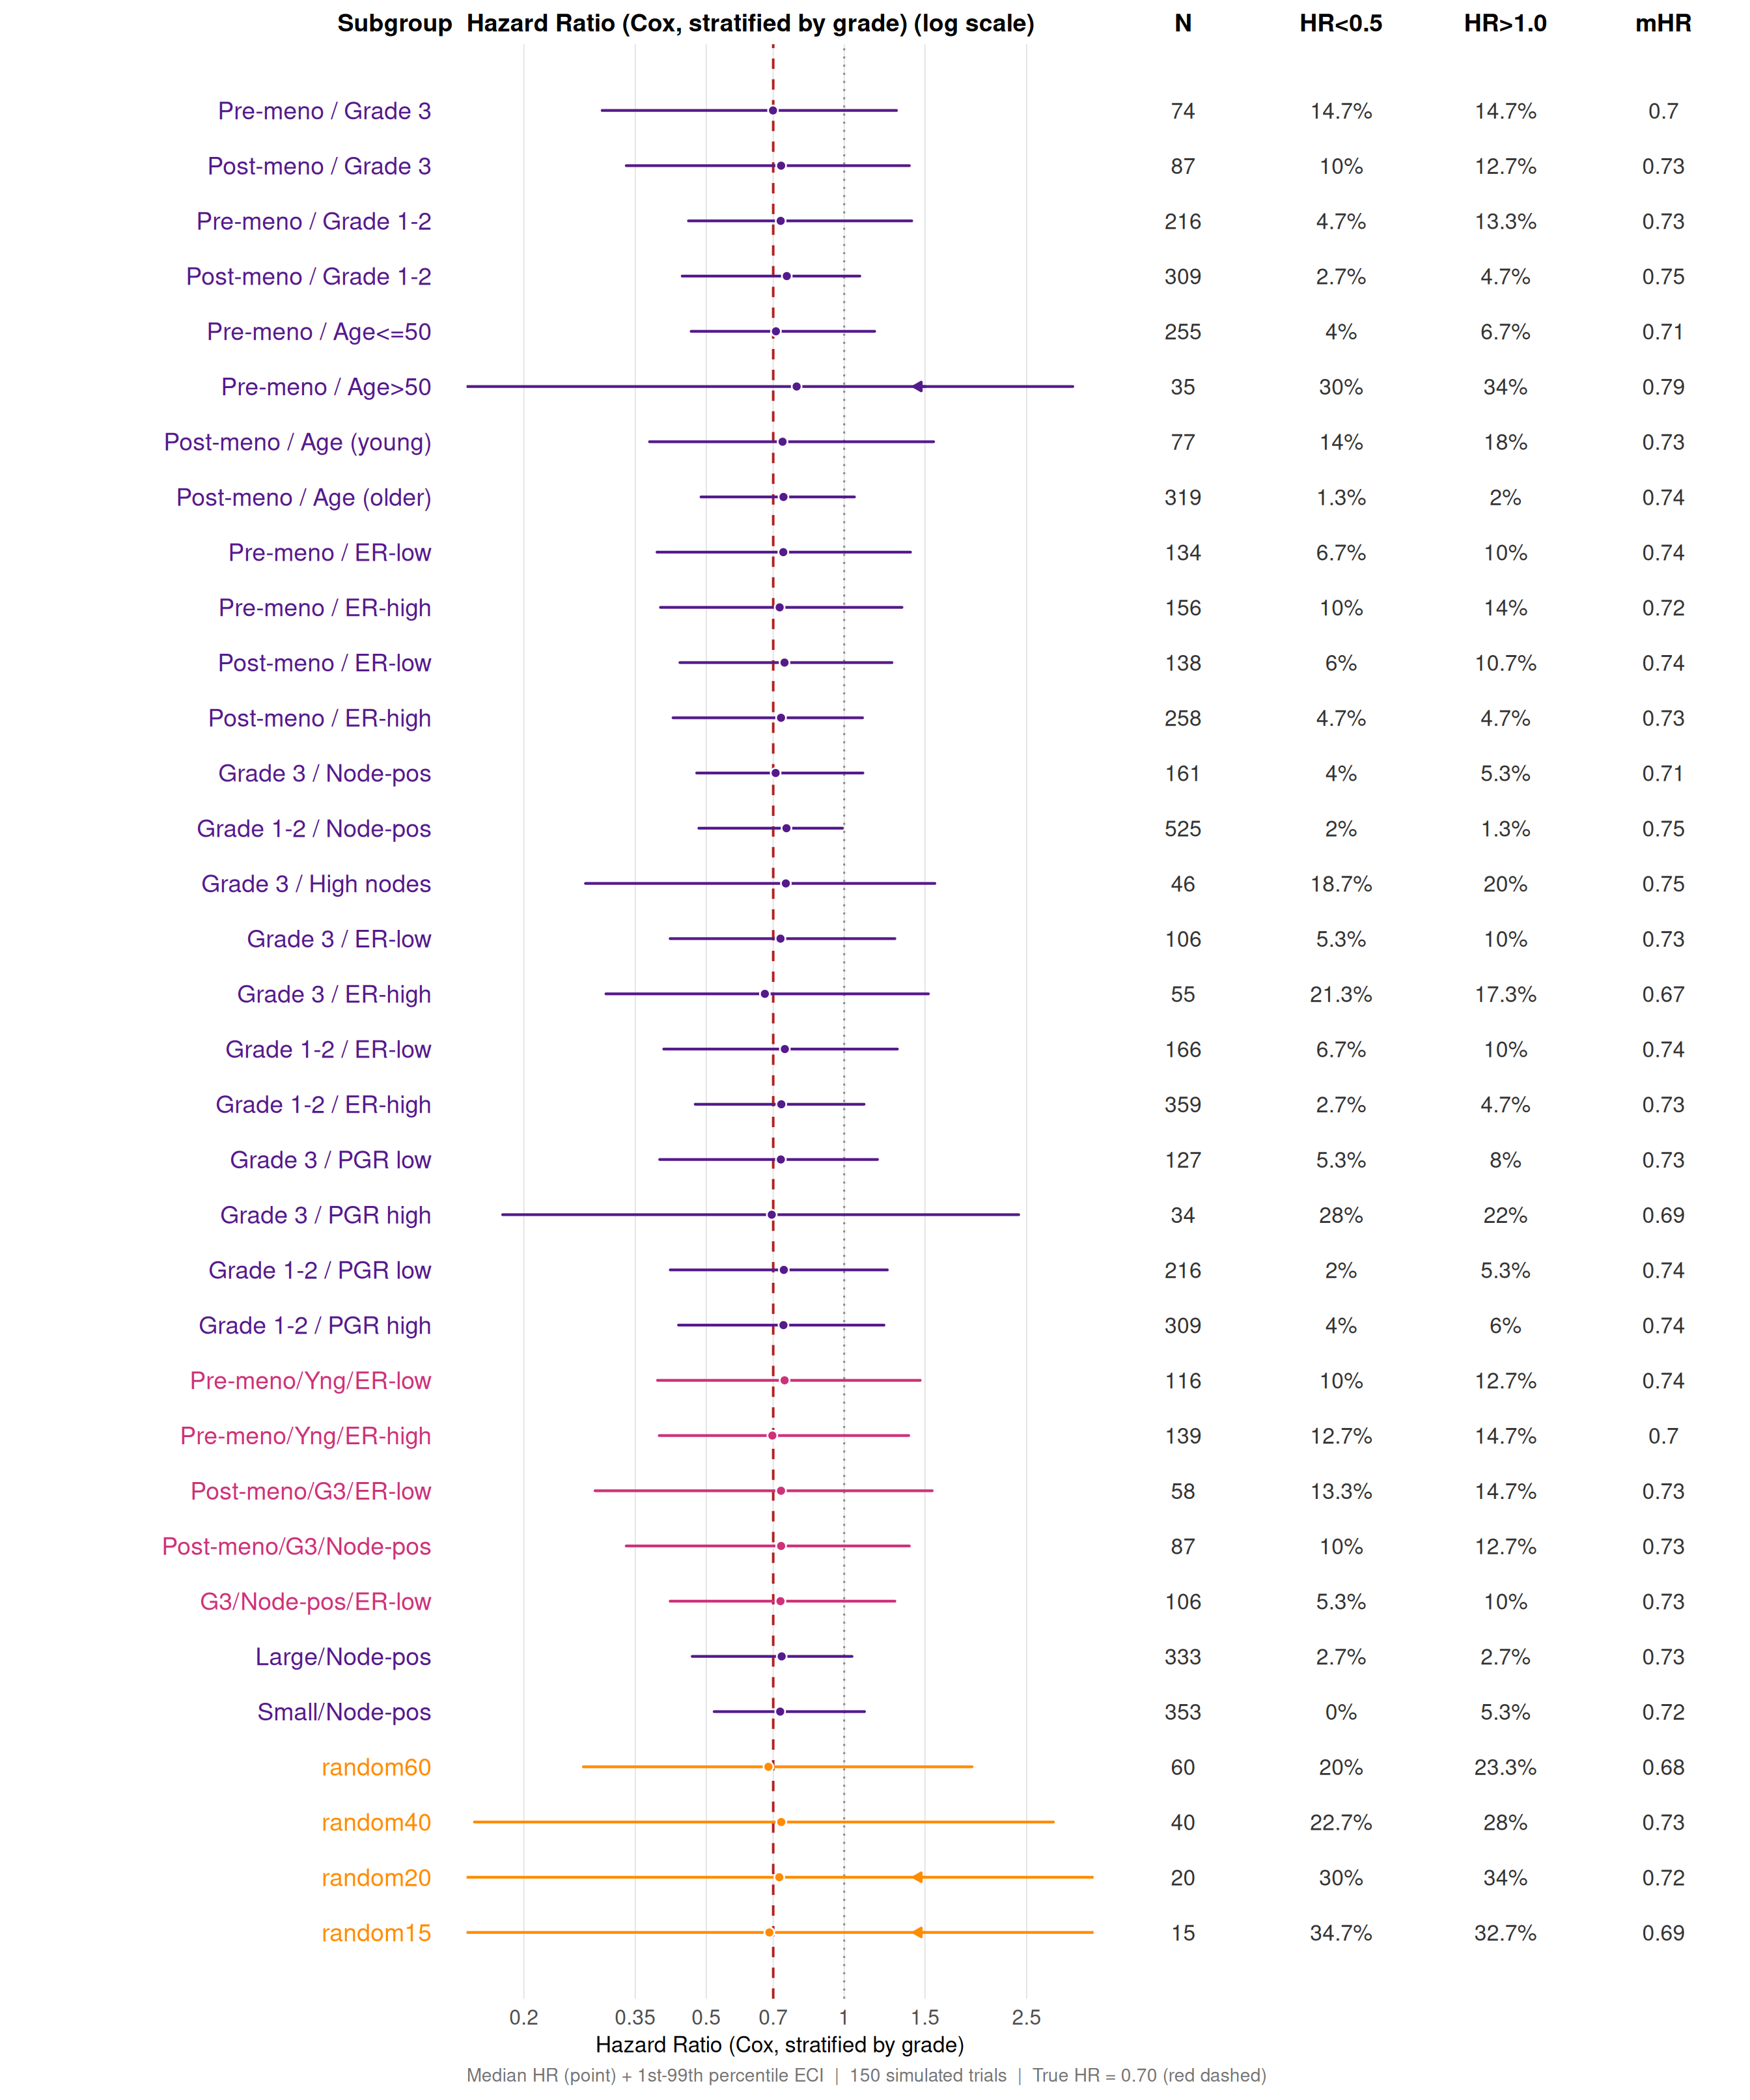 Subgroup Hazard Ratio (Cox, stratified by grade) (log scale) N HR<0.5 HR>1.0 mHR
Pre-meno / Grade 3 74 14.7% 14.7% 0.7
Post-meno / Grade 3 87 10% 12.7% 0.73
Pre-meno / Grade 1-2 216 4.7% 13.3% 0.73
Post-meno / Grade 1-2 309 2.7% 4.7% 0.75
Pre-meno / Age<=50 255 4% 6.7% 0.71
Pre-meno / Age>50 35 30% 34% 0.79
Post-meno / Age (young) 77 14% 18% 0.73
Post-meno / Age (older) 319 1.3% 2% 0.74
Pre-meno / ER-low 134 6.7% 10% 0.74
Pre-meno / ER-high 156 10% 14% 0.72
Post-meno / ER-low 138 6% 10.7% 0.74
Post-meno / ER-high 258 4.7% 4.7% 0.73
Grade 3 / Node-pos 161 4% 5.3% 0.71
Grade 1-2 / Node-pos 525 2% 1.3% 0.75
Grade 3 / High nodes 46 18.7% 20% 0.75
Grade 3 / ER-low 106 5.3% 10% 0.73
Grade 3 / ER-high 55 21.3% 17.3% 0.67
Grade 1-2 / ER-low 166 6.7% 10% 0.74
Grade 1-2 / ER-high 359 2.7% 4.7% 0.73
Grade 3 / PGR low 127 5.3% 8% 0.73
Grade 3 / PGR high 34 28% 22% 0.69
Grade 1-2 / PGR low 216 2% 5.3% 0.74
Grade 1-2 / PGR high 309 4% 6% 0.74
Pre-meno/Yng/ER-low 116 10% 12.7% 0.74
Pre-meno/Yng/ER-high 139 12.7% 14.7% 0.7
Post-meno/G3/ER-low 58 13.3% 14.7% 0.73
Post-meno/G3/Node-pos 87 10% 12.7% 0.73
G3/Node-pos/ER-low 106 5.3% 10% 0.73
Large/Node-pos 333 2.7% 2.7% 0.73
Small/Node-pos 353 0% 5.3% 0.72
random60 60 20% 23.3% 0.68
random40 40 22.7% 28% 0.73
random20 20 30% 34% 0.72
random15 15 34.7% 32.7% 0.69
0.2 0.35 0.5 0.7 1 1.5 2.5
Hazard Ratio (Cox, stratified by grade)
Median HR (point) + 1st-99th percentile ECI | 150 simulated trials | True HR = 0.70 (red dashed)